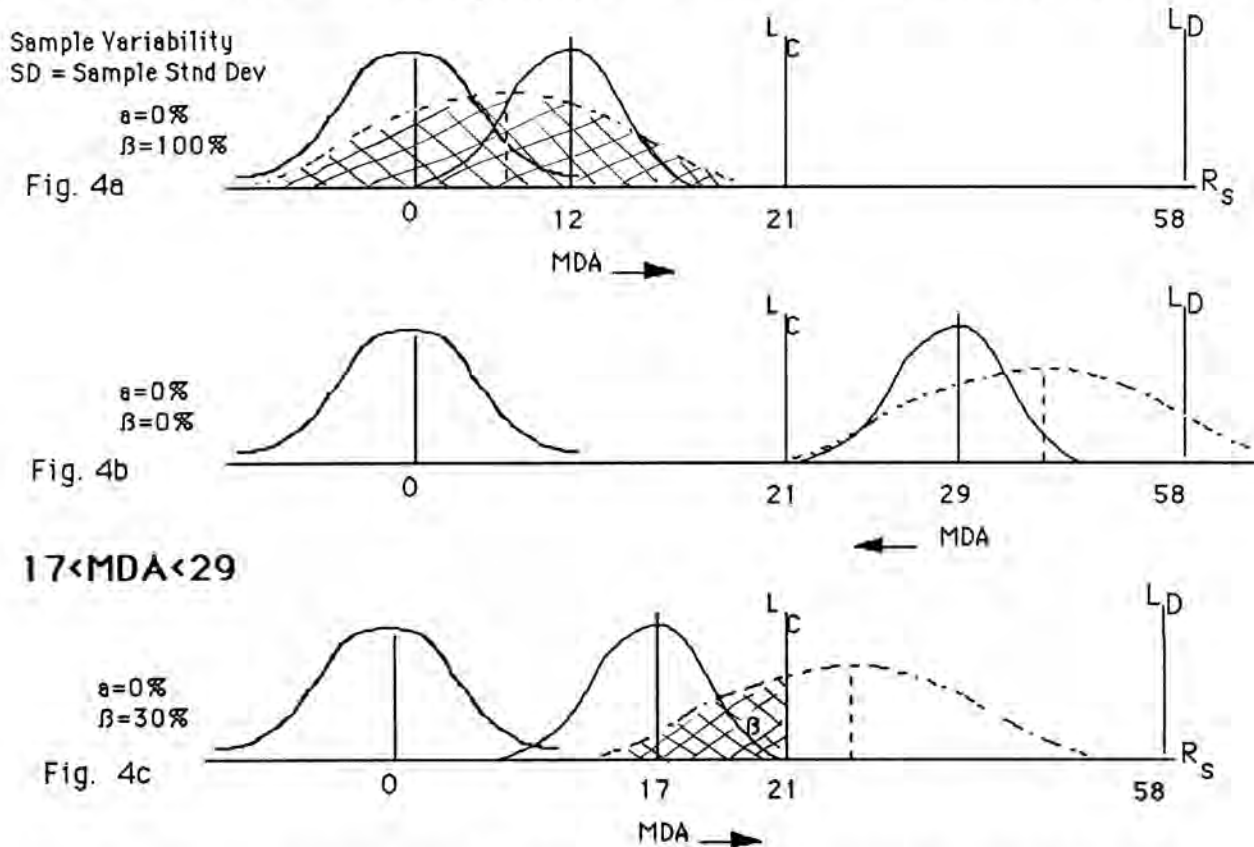 Sample Variability
SD = Sample Stnd Dev
a=0%
β=100%
Fig. 4a
L C
L D
R s
0 12 21 58
MDA
a=0%
β=0%
Fig. 4b
L C
L D
0 21 29 58
MDA
17<MDA<29
a=0%
β=30%
Fig. 4c
L C
L D
β
R s
0 17 21 58
MDA